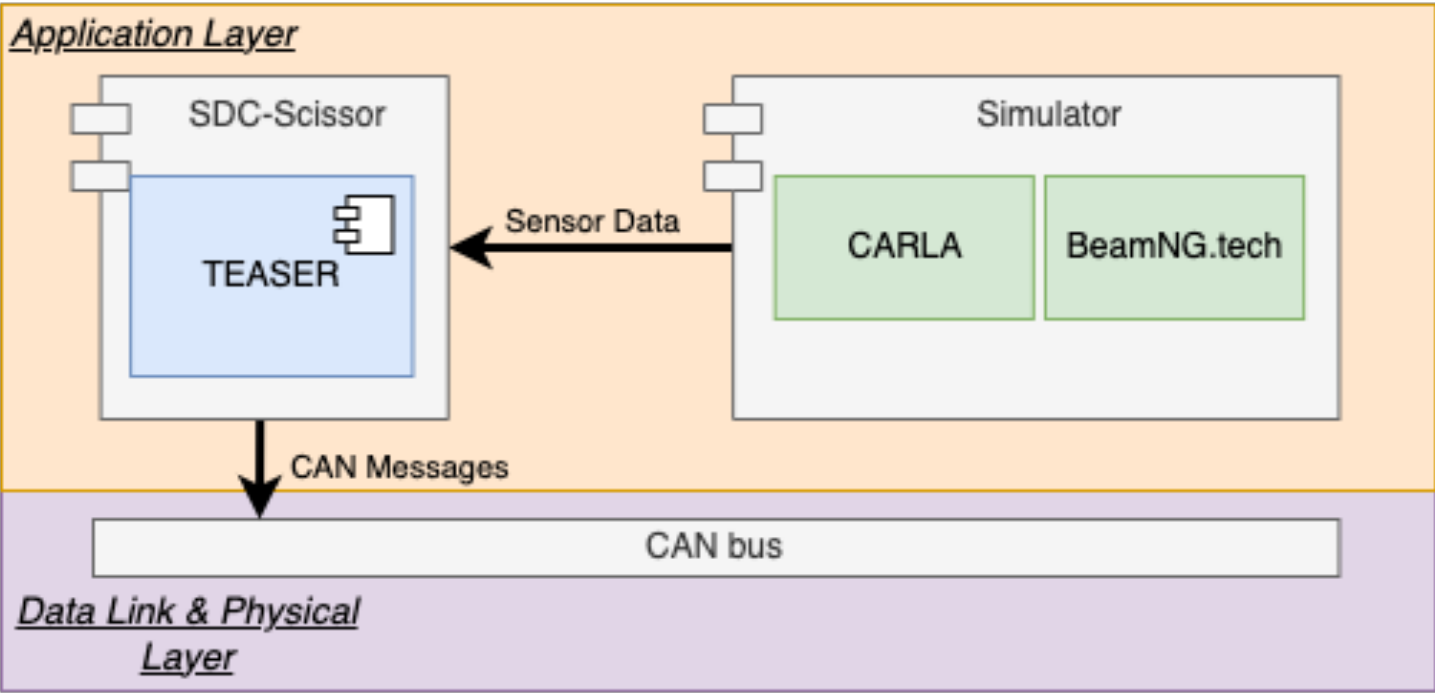 Application Layer
SDC-Scissor
Simulator
Sensor Data
TEASER
CARLA
BeamNG.tech
CAN Messages
CAN bus
Data Link & Physical
Layer